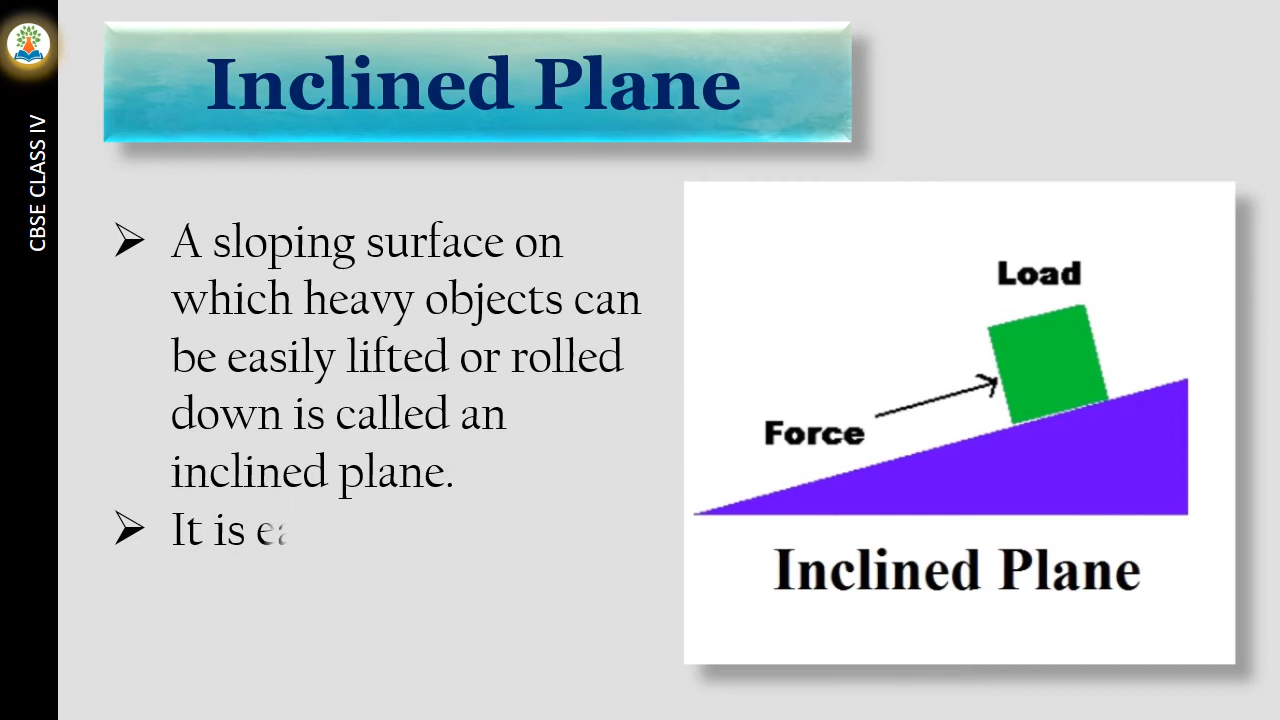 CBSE CLASS IV
Inclined Plane
A sloping surface on
which heavy objects can
be easily lifted or rolled
down is called an
inclined plane.
It is
Load
Force
Inclined Plane